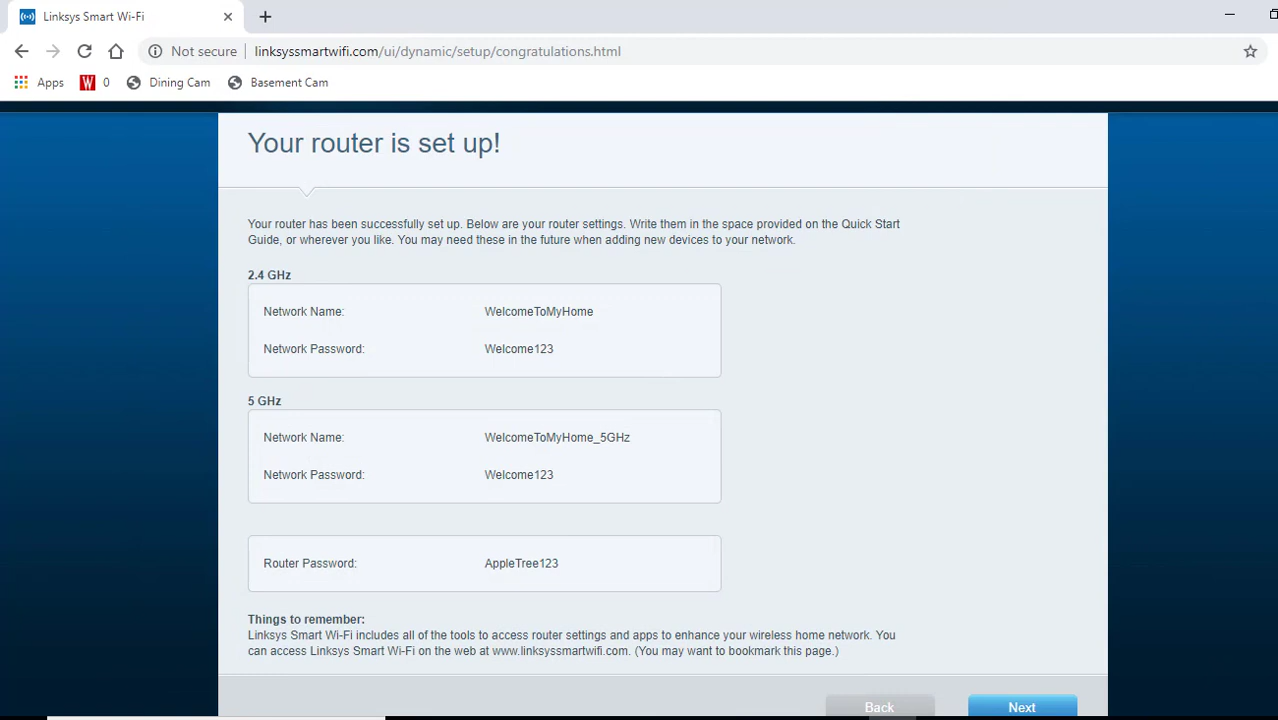 Linksys Smart Wi-Fi
Not secure linksyssmartwifi.com/ui/dynamic/setup/congratulations.html
Apps W 0 Dining Cam Basement Cam
Your router is set up!
Your router has been successfully set up. Below are your router settings. Write them in the space provided on the Quick Start
Guide, or wherever you like. You may need these in the future when adding new devices to your network.
2.4 GHz
Network Name: WelcomeToMyHome
Network Password: Welcome123
5 GHz
Network Name: WelcomeToMyHome_5GHz
Network Password: Welcome123
Router Password: AppleTree123
Things to remember:
Linksys Smart Wi-Fi includes all of the tools to access router settings and apps to enhance your wireless home network. You
can access Linksys Smart Wi-Fi on the web at www.linksyssmartwifi.com. (You may want to bookmark this page.)
Back Next